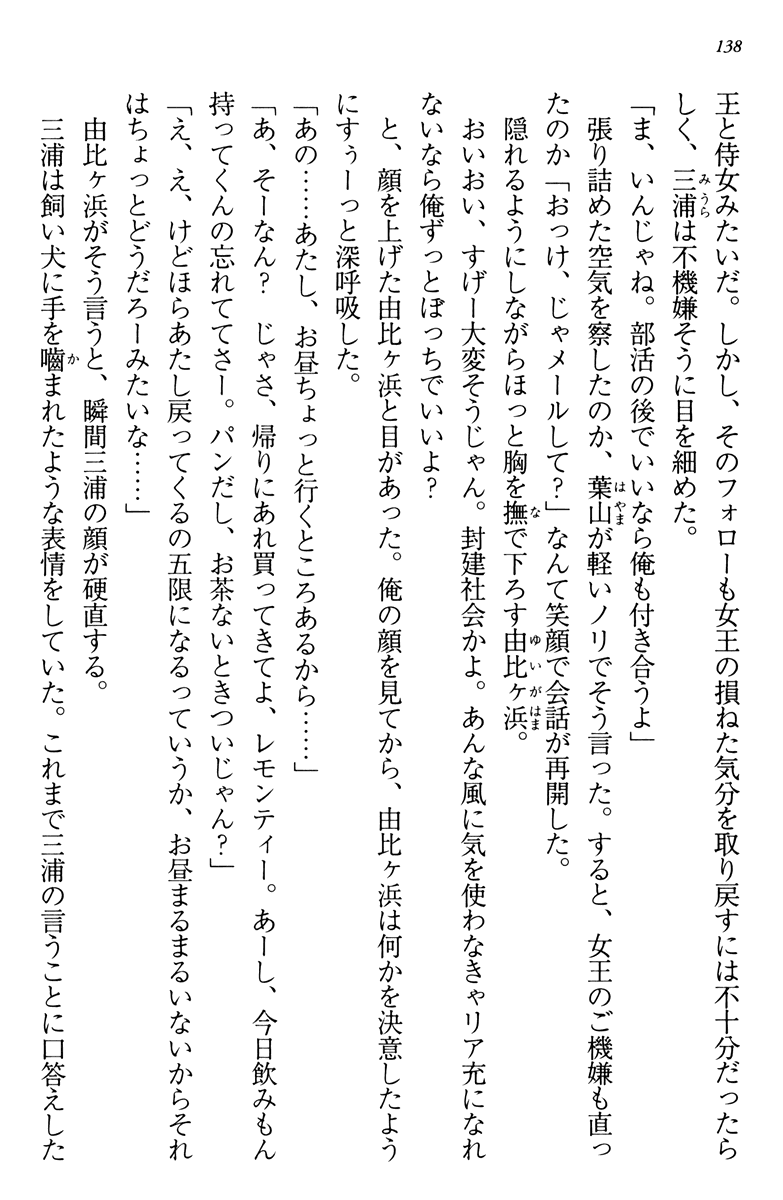 138
王と侍女みたいだ。しかし、そのフォローも女王の損ねた気分を取り戻すには不十分だったら
しく、三浦は不機嫌そうに目を細めた。
「ま、いんじゃね。部活の後でいいなら俺も付き合うよ」
張り詰めた空気を察したのか、葉山が軽いノリでそう言った。すると、女王のご機嫌も直っ
たのか「おっけ、じゃメールして？」なんて笑顔で会話が再開した。
隠れるようにしながらほっと胸を撫で下ろす由比ヶ浜。
おいおい、すげー大変そうじゃん。封建社会かよ。あんな風に気を使わなきゃリア充になれ
ないなら俺ずっとぼっちでいいよ？
と、顔を上げた由比ヶ浜と目があった。俺の顔を見てから、由比ヶ浜は何かを決意したよう
にすぅーっと深呼吸した。
「あの……あたし、お昼ちょっと行くところあるから……」
「あ、そーなん？　じゃさ、帰りにあれ買ってきてよ、レモンティー。あーし、今日飲みもん
持ってくんの忘れててさー。パンだし、お茶ないときついじゃん？」
「え、え、けどほらあたし戻ってくるの五限になるっていうか、お昼まるまるいないからそれ
はちょっとどうだろーみたいな……」
由比ヶ浜がそう言うと、瞬間三浦の顔が硬直する。
三浦は飼い犬に手を嚙まれたような表情をしていた。これまで三浦の言うことに口答えした